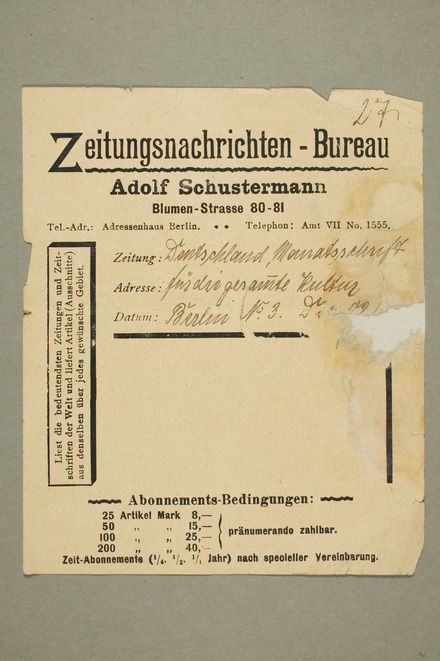 27.
Zeitungsnachrichten - Bureau
Adolf Schustermann
Blumen-Strasse 80-81
Tel.-Adr.: Adressenhaus Berlin. • • Telephon: Amt VII No. 1555.
Zeitung: Deutschland Monatsschrift
Adresse: für die gesamte Kultur
Datum: Berlin No 3.
Liest die bedeutendsten Zeitungen und Zeit-
schriften der Welt und liefert Artikel (Ausschnitte)
aus denselben über jedes gewünschte Gebiet.
Abonnements-Bedingungen:
25 Artikel Mark 8,—
50 „ „ 15,—
100 „ „ 25,—
200 „ „ 40,—
pränumerando zahlbar.
Zeit-Abonnements (1/4, 1/2, 1/1 Jahr) nach specieller Vereinbarung.